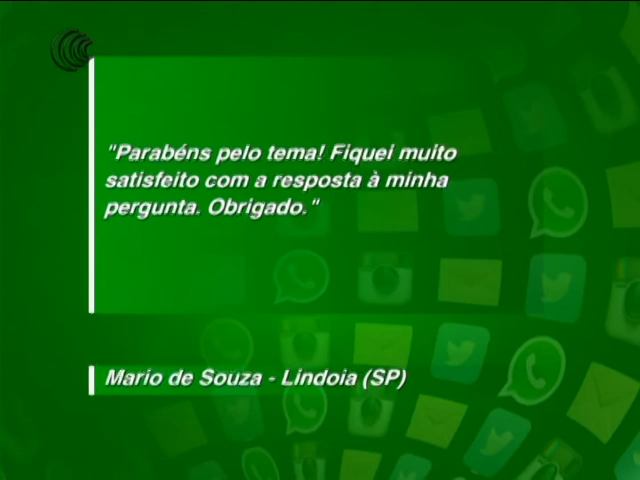 "Parabéns pelo tema! Fiquei muito
satisfeito com a resposta à minha
pergunta. Obrigado."
Mario de Souza - Lindoia (SP)